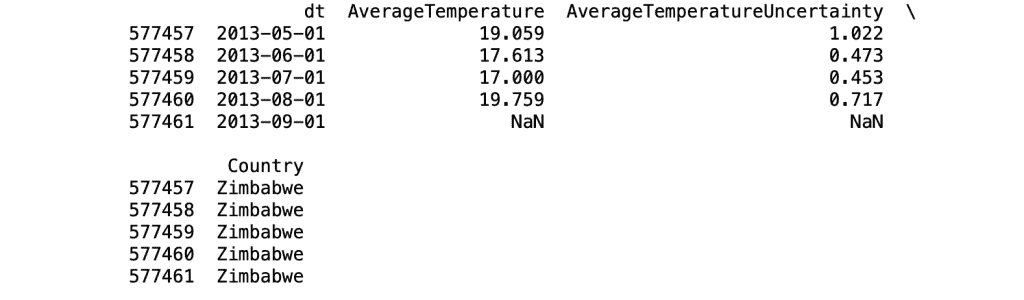 dt AverageTemperature AverageTemperatureUncertainty \
577457 2013-05-01 19.059 1.022
577458 2013-06-01 17.613 0.473
577459 2013-07-01 17.000 0.453
577460 2013-08-01 19.759 0.717
577461 2013-09-01 NaN NaN
Country
577457 Zimbabwe
577458 Zimbabwe
577459 Zimbabwe
577460 Zimbabwe
577461 Zimbabwe